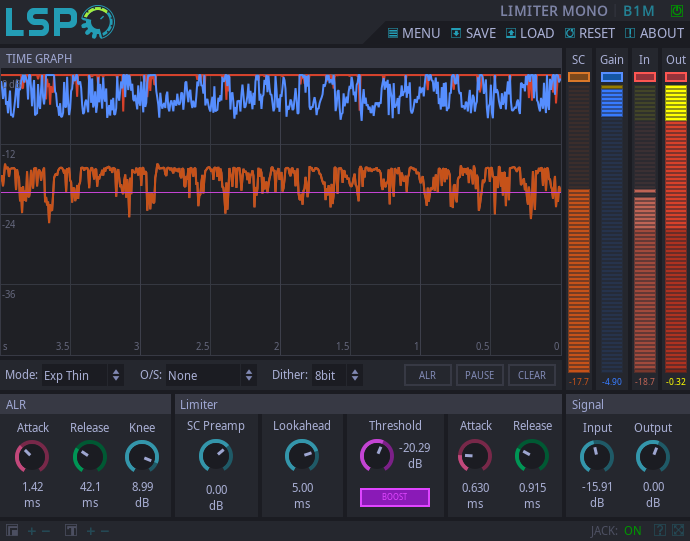 LSP
LIMITER MONO B1M
MENU SAVE LOAD RESET ABOUT
TIME GRAPH
SC Gain In Out
-12
-24
-36
s 3.5 3 2.5 2 1.5 1 0.5 0
-17.7 -4.90 -18.7 -0.32
Mode: Exp Thin O/S: None Dither: 8bit ALR PAUSE CLEAR
ALR Limiter Signal
Attack Release Knee SC Preamp Lookahead Threshold Attack Release Input Output
1.42 ms 42.1 ms 8.99 dB 0.00 dB 5.00 ms -20.29 dB 0.630 ms 0.915 ms -15.91 dB 0.00 dB
BOOST
JACK: ON